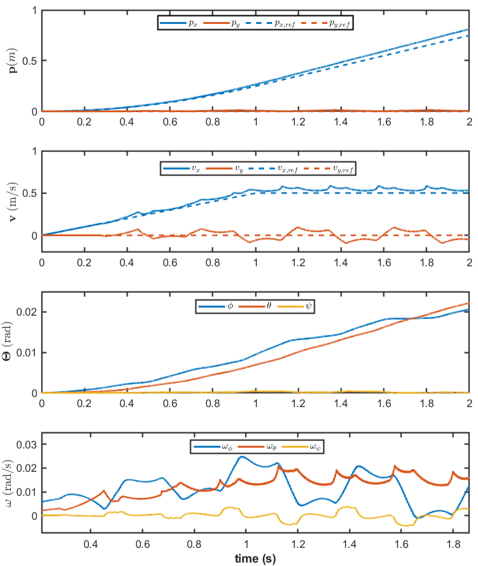 1
p_x p_y p_{x,ref} p_{y,ref}
p(m)
0.5
0
0 0.2 0.4 0.6 0.8 1 1.2 1.4 1.6 1.8 2
1
v_x v_y v_{x,ref} v_{y,ref}
v (m/s)
0.5
0
0 0.2 0.4 0.6 0.8 1 1.2 1.4 1.6 1.8 2
ϕ θ ψ
0.02
Θ (rad)
0.01
0
0 0.2 0.4 0.6 0.8 1 1.2 1.4 1.6 1.8 2
ω_ϕ ω_θ ω_ψ
0.03
0.02
ω (rad/s)
0.01
0
0.4 0.6 0.8 1 1.2 1.4 1.6 1.8
time (s)